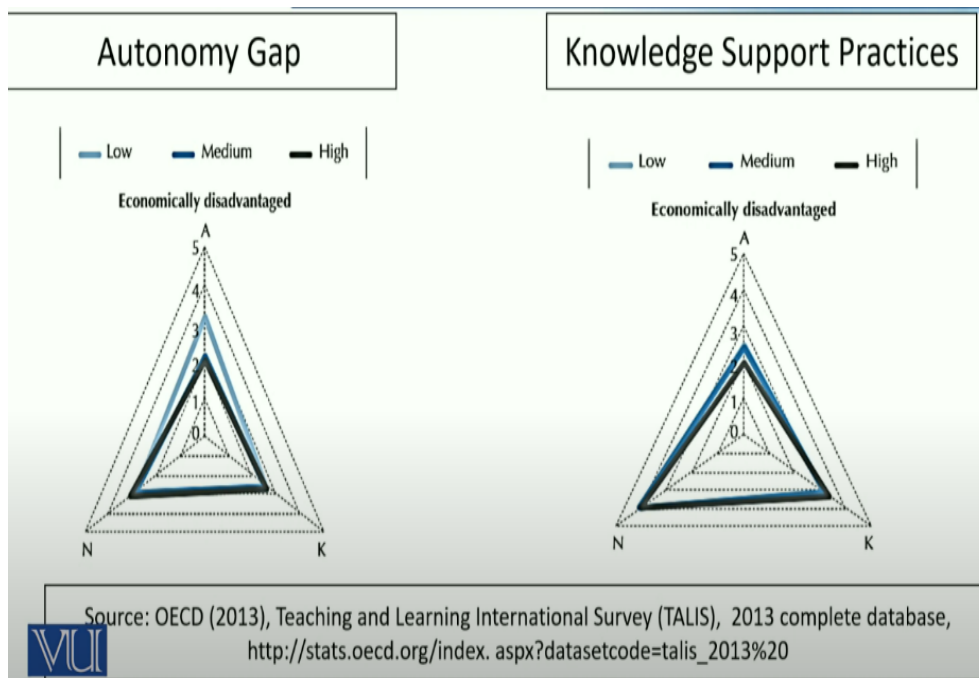 Autonomy Gap
Low Medium High
Economically disadvantaged
A
5
4
3
2
1
0
N K
Knowledge Support Practices
Low Medium High
Economically disadvantaged
A
5
4
3
2
1
0
N K
Source: OECD (2013), Teaching and Learning International Survey (TALIS), 2013 complete database,
http://stats.oecd.org/index. aspx?datasetcode=talis_2013%20
VU